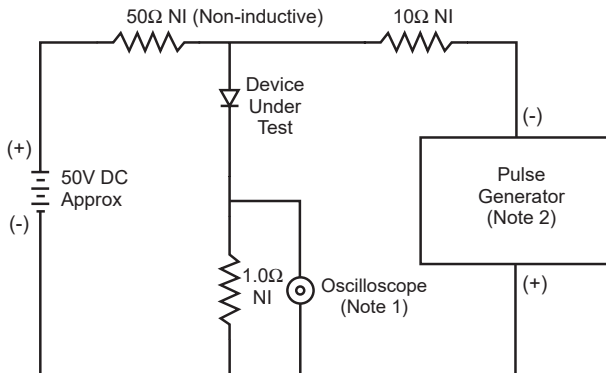 50Ω NI (Non-inductive)
10Ω NI
Device
Under
Test
(+)
50V DC
Approx
(-)
(-)
Pulse
Generator
(Note 2)
(+)
1.0Ω
NI
Oscilloscope
(Note 1)